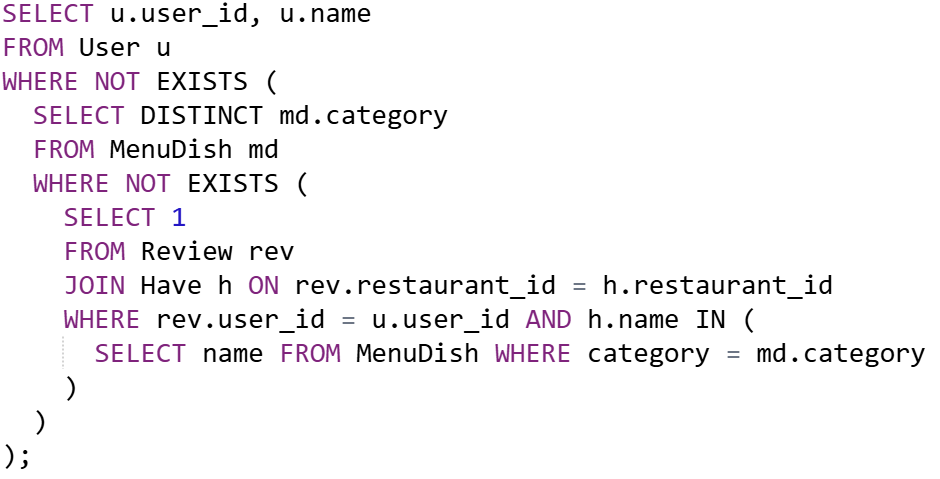 SELECT u.user_id, u.name
FROM User u
WHERE NOT EXISTS (
  SELECT DISTINCT md.category
  FROM MenuDish md
  WHERE NOT EXISTS (
    SELECT 1
    FROM Review rev
    JOIN Have h ON rev.restaurant_id = h.restaurant_id
    WHERE rev.user_id = u.user_id AND h.name IN (
      SELECT name FROM MenuDish WHERE category = md.category
    )
  )
);